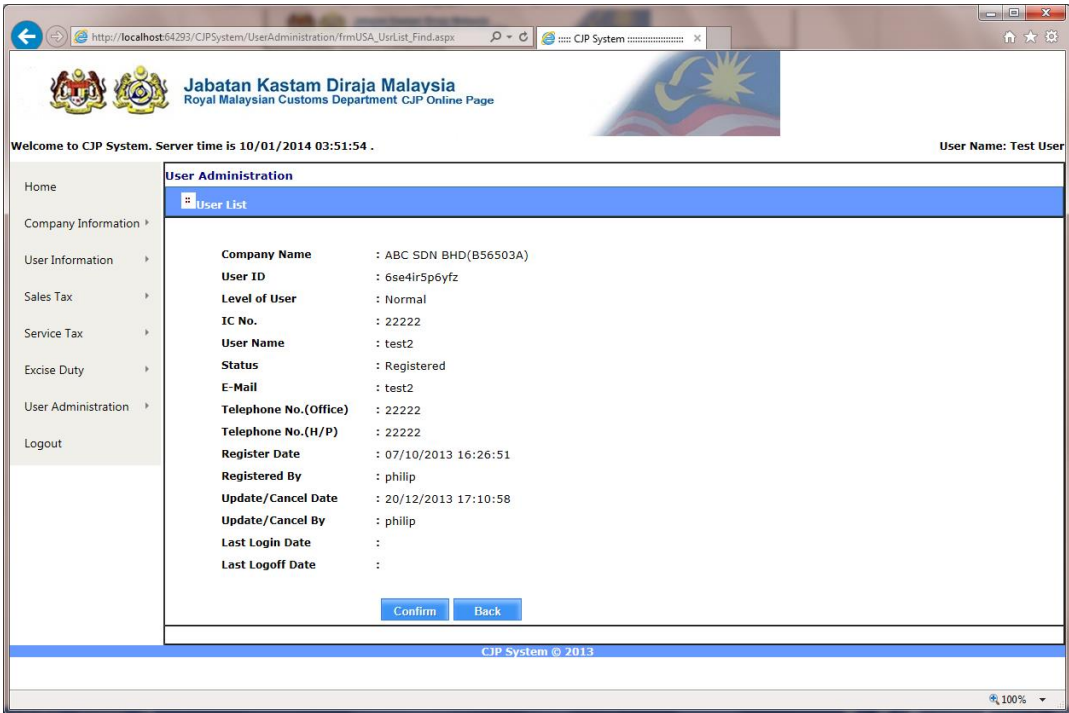 http://localhost:64293/CJPSystem/UserAdministration/frmUSA_UsrList_Find.aspx
::::: CJP System ::::::::::::::::::::::
Jabatan Kastam Diraja Malaysia
Royal Malaysian Customs Department CJP Online Page
Welcome to CJP System. Server time is 10/01/2014 03:51:54 .
User Name: Test User
Home
Company Information
User Information
Sales Tax
Service Tax
Excise Duty
User Administration
Logout
User Administration
User List
Company Name : ABC SDN BHD(B56503A)
User ID : 6se4ir5p6yfz
Level of User : Normal
IC No. : 22222
User Name : test2
Status : Registered
E-Mail : test2
Telephone No.(Office) : 22222
Telephone No.(H/P) : 22222
Register Date : 07/10/2013 16:26:51
Registered By : philip
Update/Cancel Date : 20/12/2013 17:10:58
Update/Cancel By : philip
Last Login Date :
Last Logoff Date :
Confirm Back
CJP System © 2013
100%